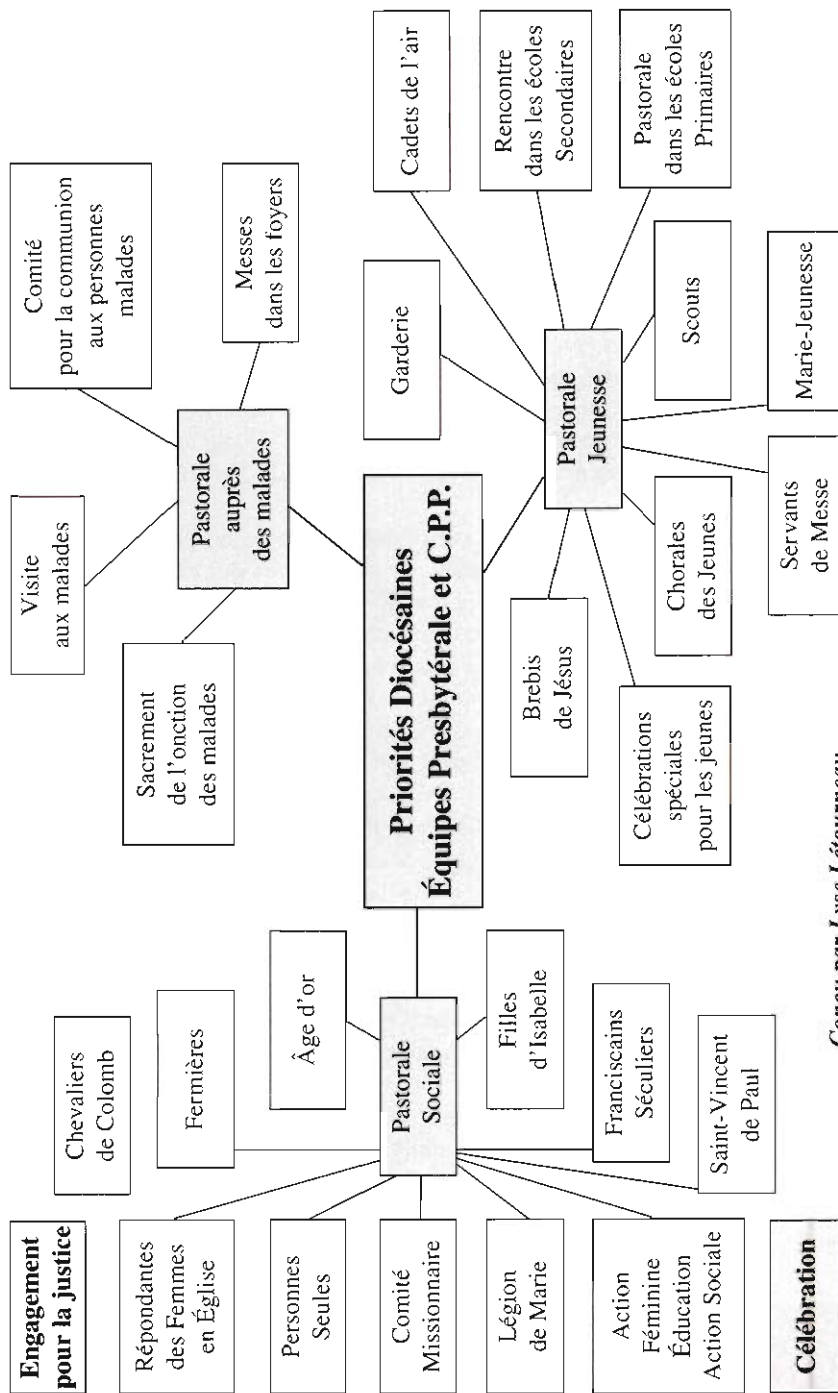 Engagement
pour la justice
Chevaliers
de Colomb
Répondantes
des Femmes
en Église
Fermières
Personnes
Seules
Âge d'or
Comité
Missionnaire
Pastorale
Sociale
Légion
de Marie
Filles
d'Isabelle
Action
Féminine
Éducation
Action Sociale
Franciscains
Séculiers
Saint-Vincent
de Paul
Célébration
Priorités Diocésaines
Équipes Presbytérale et C.P.P.
Visite
aux malades
Comité
pour la communion
aux personnes
malades
Sacrement
de l'onction
des malades
Pastorale
auprès
des malades
Messes
dans les foyers
Garderie
Cadets de l'air
Rencontre
dans les écoles
Secondaires
Pastorale
dans les écoles
Primaires
Pastorale
Jeunesse
Scouts
Brebis
de Jésus
Célébrations
spéciales
pour les jeunes
Chorales
des Jeunes
Servants
de Messe
Marie-Jeunesse
Conçu par Lyse Létourneau